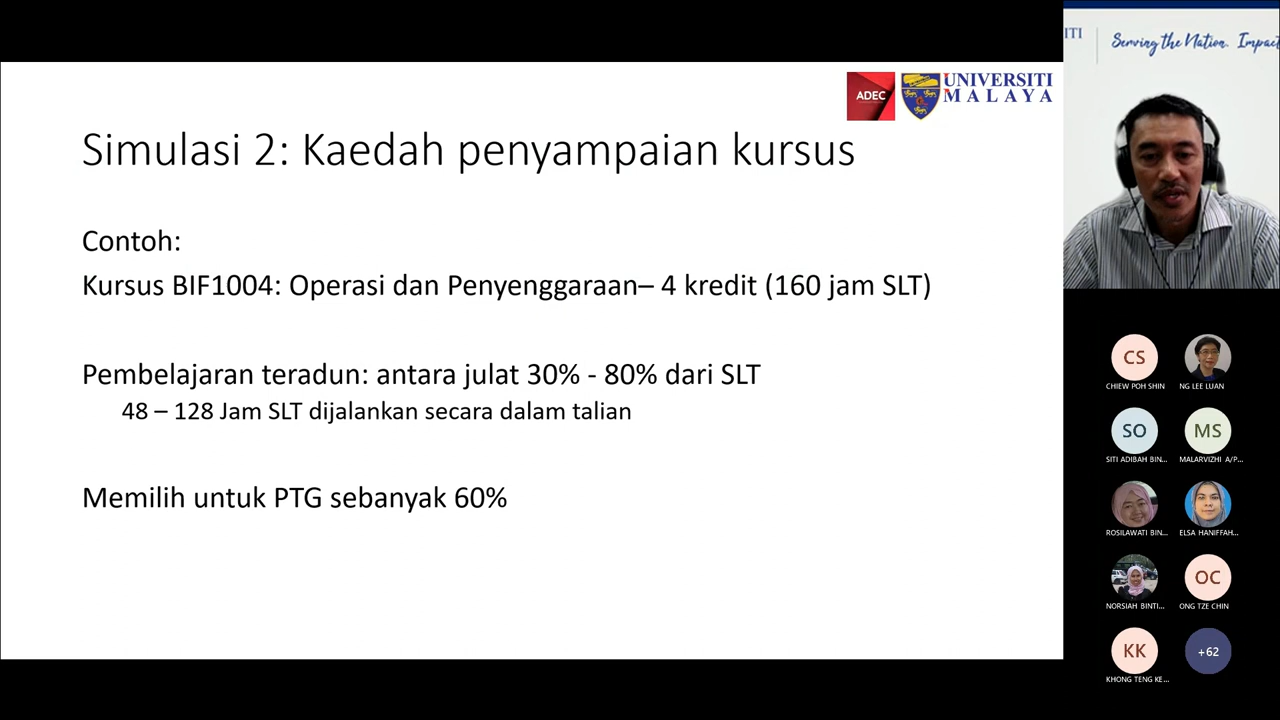 ITI
Serving the Nation. Impact
ADEC
UNIVERSITI
MALAYA
Simulasi 2: Kaedah penyampaian kursus
Contoh:
Kursus BIF1004: Operasi dan Penyenggaraan– 4 kredit (160 jam SLT)
Pembelajaran teradun: antara julat 30% - 80% dari SLT
48 – 128 Jam SLT dijalankan secara dalam talian
Memilih untuk PTG sebanyak 60%
CS
CHIEW POH SHIN
NG LEE LUAN
SO
MS
SITI ADIBAH BIN...
MALARVIZHI A/P...
ROSILAWATI BIN...
ELSA HANIFFAH...
OC
NORSIAH BINTI...
ONG TZE CHIN
KK
+62
KHONG TENG KE...